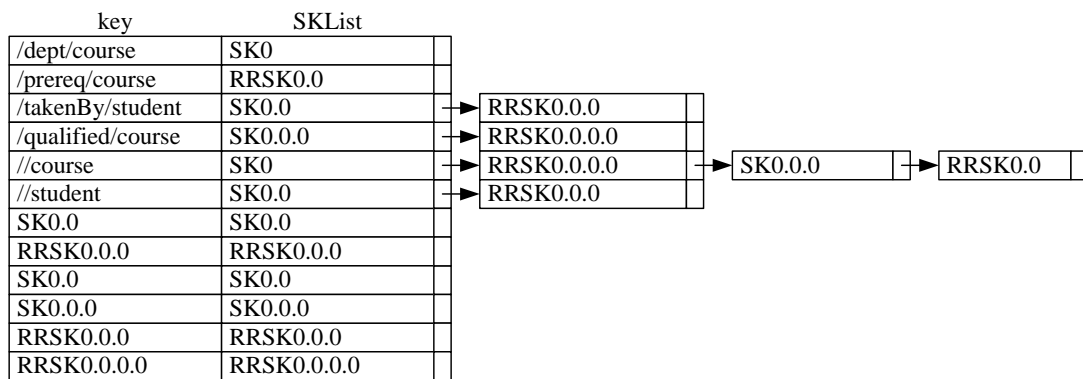 key SKList
/dept/course SK0
/prereq/course RRSK0.0
/takenBy/student SK0.0 RRSK0.0.0
/qualified/course SK0.0.0 RRSK0.0.0.0
//course SK0 RRSK0.0.0.0 SK0.0.0 RRSK0.0
//student SK0.0 RRSK0.0.0
SK0.0 SK0.0
RRSK0.0.0 RRSK0.0.0
SK0.0 SK0.0
SK0.0.0 SK0.0.0
RRSK0.0.0 RRSK0.0.0
RRSK0.0.0.0 RRSK0.0.0.0